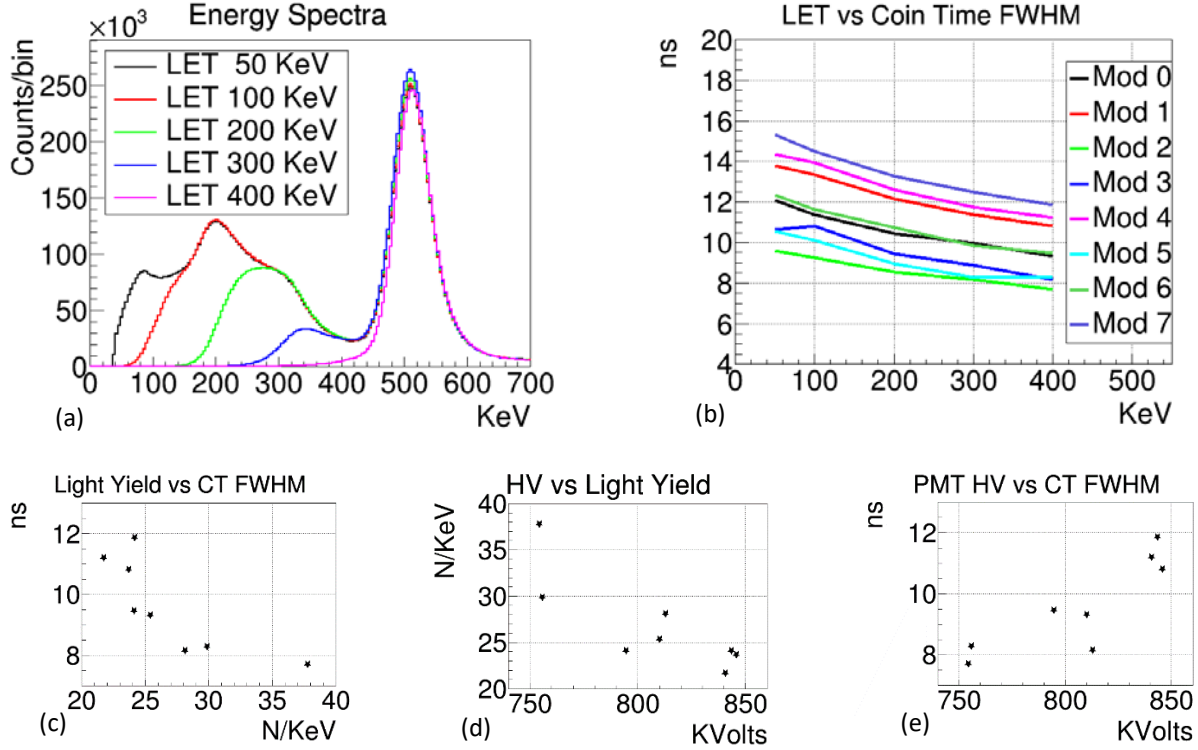 Energy Spectra
×10³
Counts/bin
250
200
150
100
50
0
LET 50 KeV
LET 100 KeV
LET 200 KeV
LET 300 KeV
LET 400 KeV
0 100 200 300 400 500 600 700
KeV
(a)
LET vs Coin Time FWHM
ns
20
18
16
14
12
10
8
6
4
Mod 0
Mod 1
Mod 2
Mod 3
Mod 4
Mod 5
Mod 6
Mod 7
0 100 200 300 400 500
KeV
(b)
Light Yield vs CT FWHM
ns
12
10
8
20 25 30 35 40
N/KeV
(c)
HV vs Light Yield
N/KeV
40
35
30
25
20
750 800 850
KVolts
(d)
PMT HV vs CT FWHM
ns
12
10
8
750 800 850
KVolts
(e)